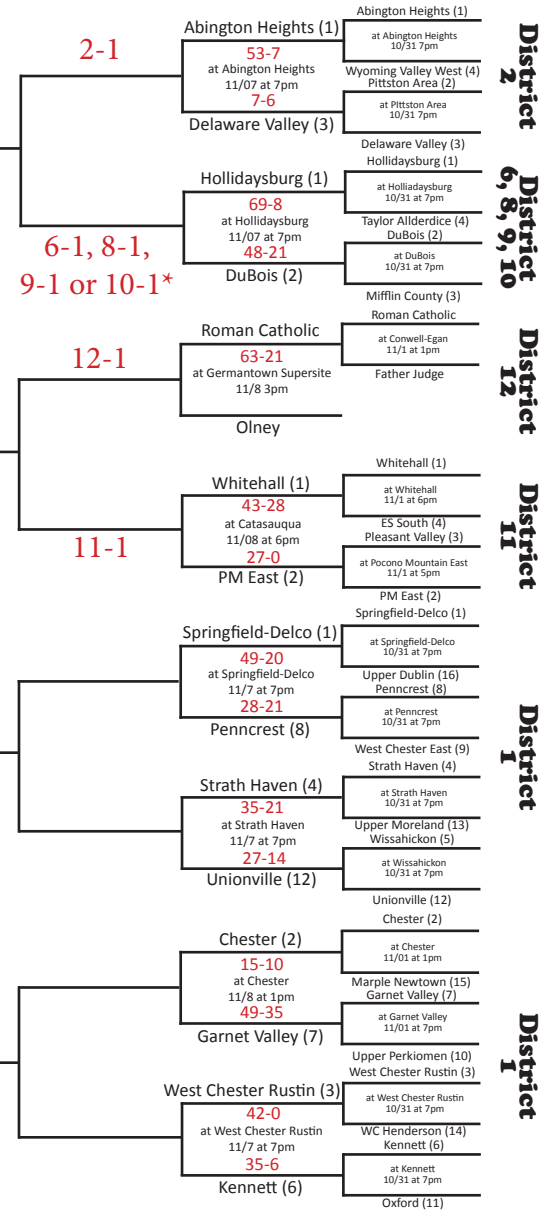 2-1
Abington Heights (1)
53-7
at Abington Heights
11/07 at 7pm
7-6
Delaware Valley (3)
Abington Heights (1)
at Abington Heights
10/31 7pm
Wyoming Valley West (4)
Pittston Area (2)
at PIttston Area
10/31 7pm
Delaware Valley (3)
District
2
6-1, 8-1,
9-1 or 10-1*
Hollidaysburg (1)
69-8
at Hollidaysburg
11/07 at 7pm
48-21
DuBois (2)
Hollidaysburg (1)
at Holliadaysburg
10/31 at 7pm
Taylor Allderdice (4)
DuBois (2)
at DuBois
10/31 at 7pm
Mifflin County (3)
District
6, 8, 9, 10
12-1
Roman Catholic
63-21
at Germantown Supersite
11/8 3pm
Olney
Roman Catholic
at Conwell-Egan
11/1 at 1pm
Father Judge
District
12
11-1
Whitehall (1)
43-28
at Catasauqua
11/08 at 6pm
27-0
PM East (2)
Whitehall (1)
at Whitehall
11/1 at 6pm
ES South (4)
Pleasant Valley (3)
at Pocono Mountain East
11/1 at 5pm
PM East (2)
District
11
Springfield-Delco (1)
49-20
at Springfield-Delco
11/7 at 7pm
28-21
Penncrest (8)
Springfield-Delco (1)
at Springfield-Delco
10/31 at 7pm
Upper Dublin (16)
Penncrest (8)
at Penncrest
10/31 at 7pm
West Chester East (9)
Strath Haven (4)
35-21
at Strath Haven
11/7 at 7pm
27-14
Unionville (12)
Strath Haven (4)
at Strath Haven
10/31 at 7pm
Upper Moreland (13)
Wissahickon (5)
at Wissahickon
10/31 at 7pm
Unionville (12)
District
1
Chester (2)
15-10
at Chester
11/8 at 1pm
49-35
Garnet Valley (7)
Chester (2)
at Chester
11/01 at 1pm
Marple Newtown (15)
Garnet Valley (7)
at Garnet Valley
11/01 at 7pm
Upper Perkiomen (10)
West Chester Rustin (3)
42-0
at West Chester Rustin
11/7 at 7pm
35-6
Kennett (6)
West Chester Rustin (3)
at West Chester Rustin
10/31 at 7pm
WC Henderson (14)
Kennett (6)
at Kennett
10/31 at 7pm
Oxford (11)
District
1